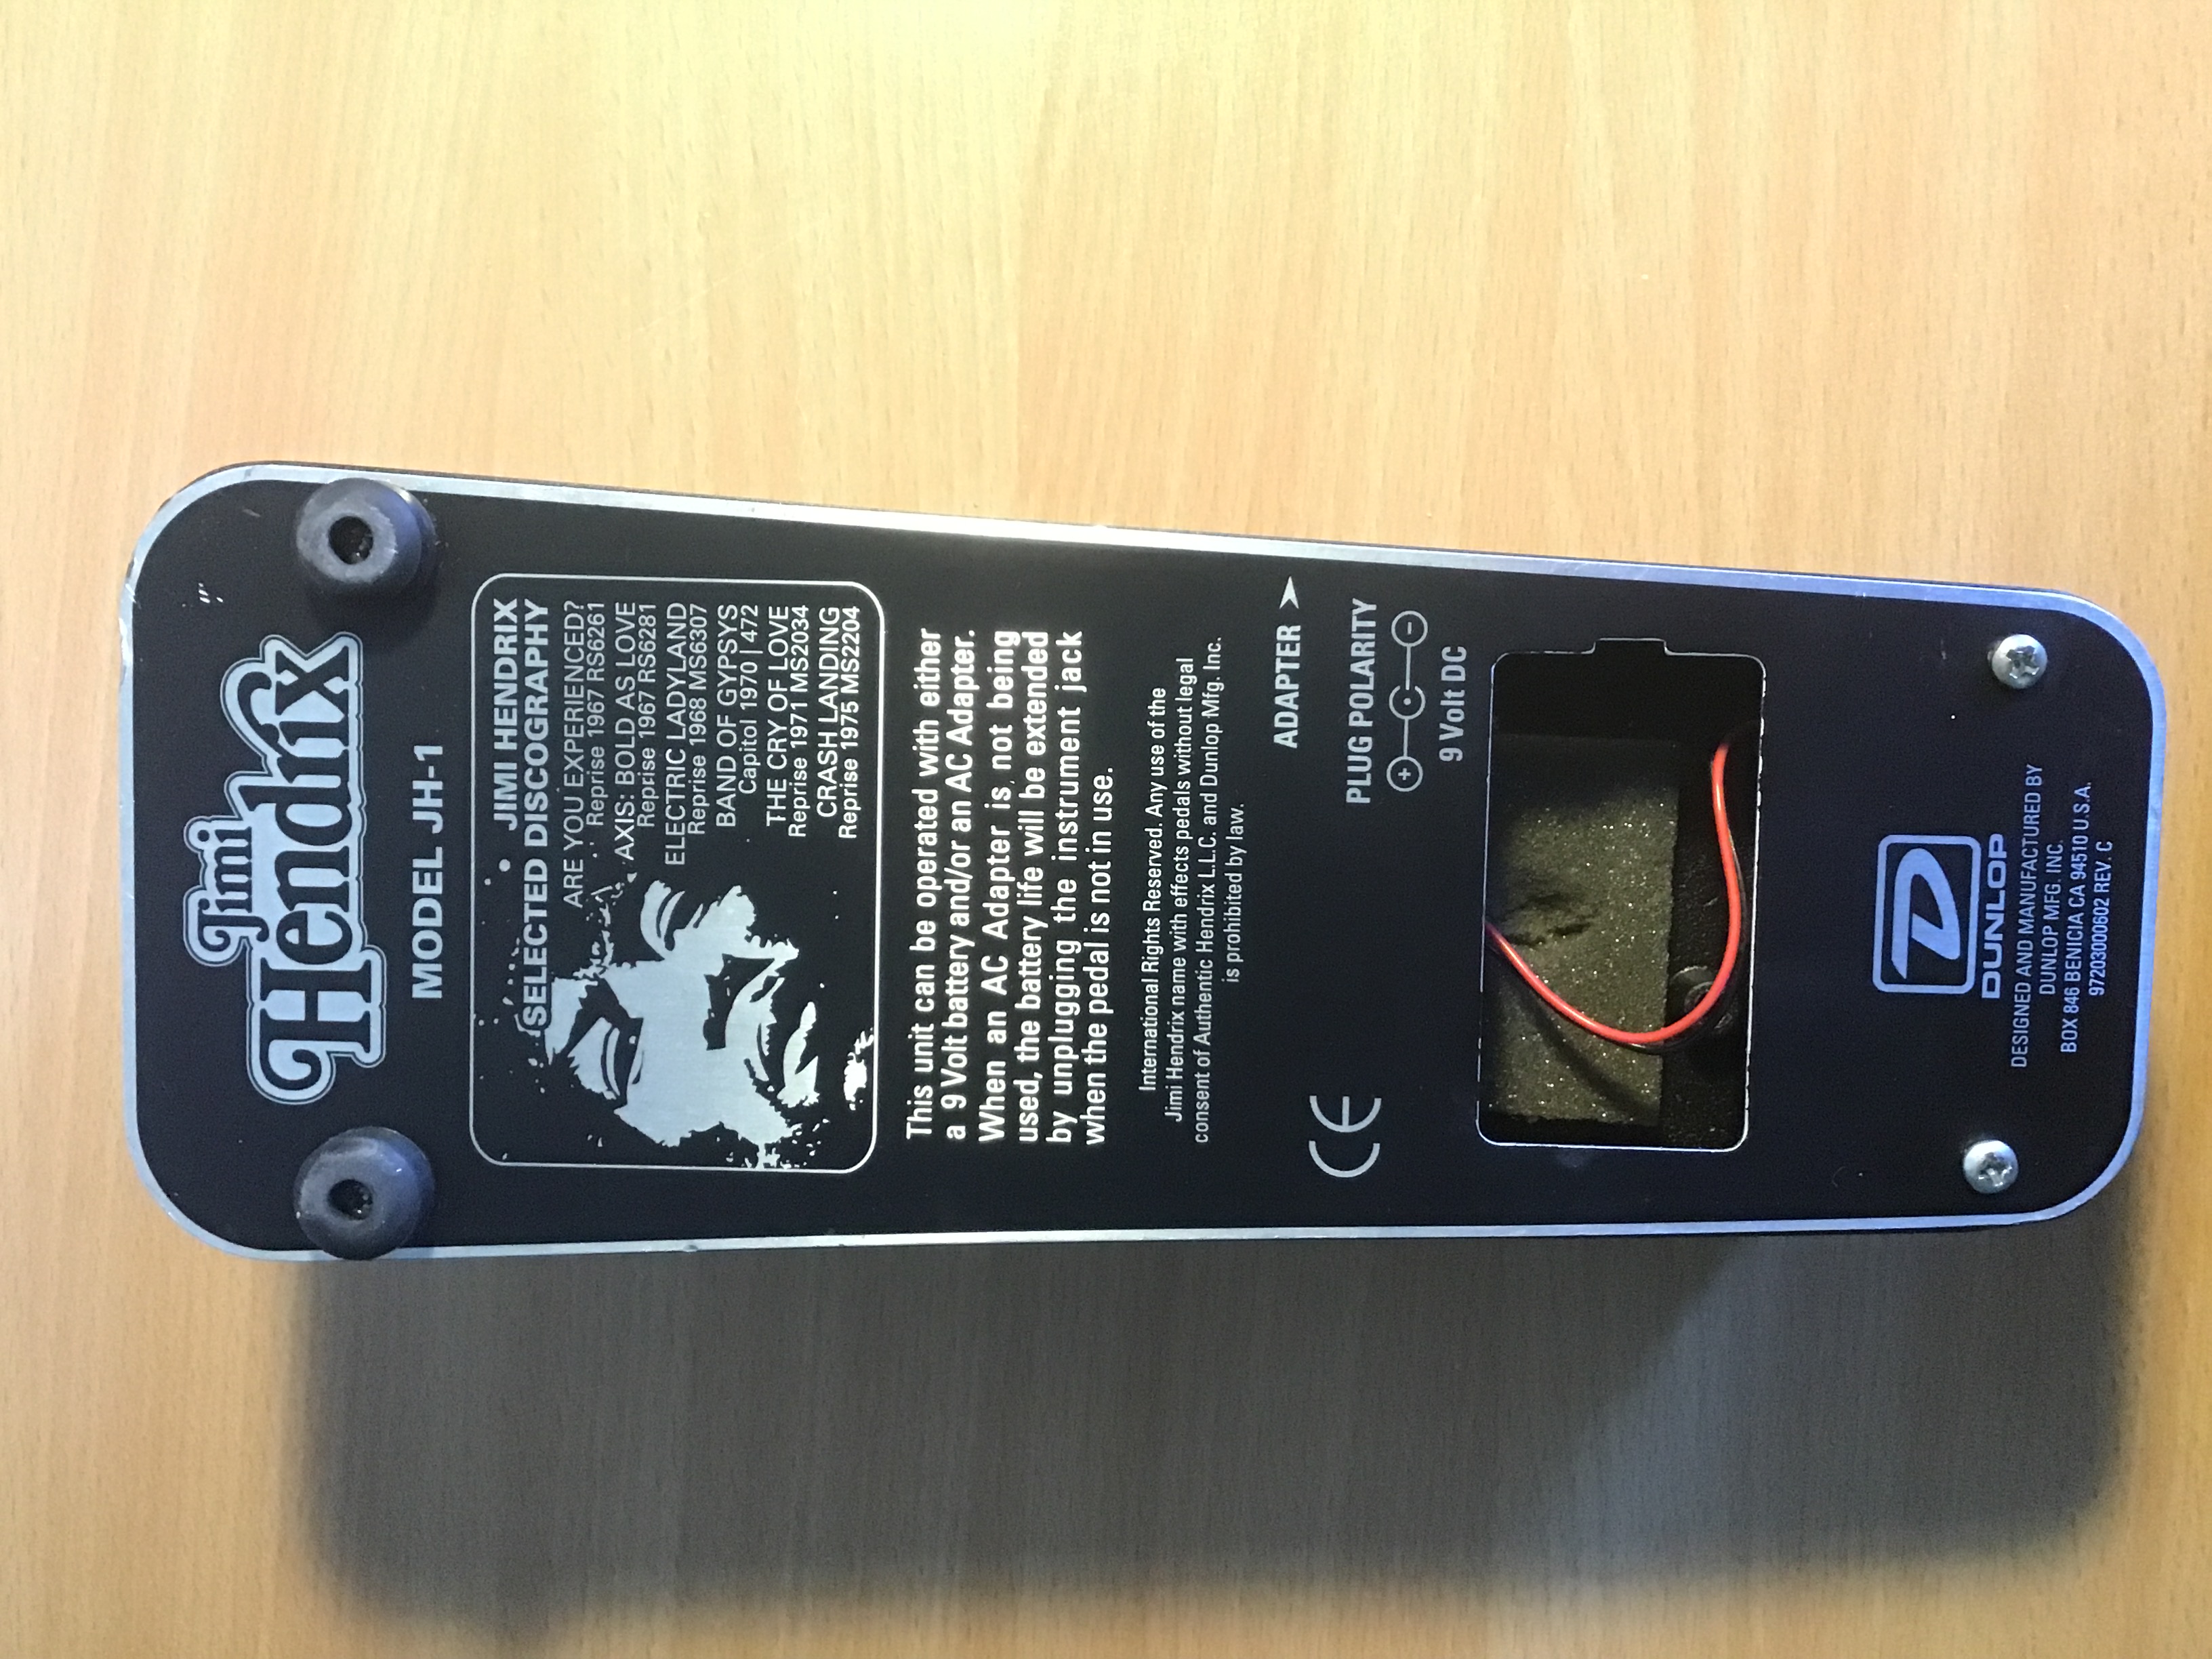 Jimi
Hendrix
MODEL JH-1
JIMI HENDRIX
SELECTED DISCOGRAPHY
ARE YOU EXPERIENCED?
Reprise 1967 RS6261
AXIS: BOLD AS LOVE
Reprise 1967 RS6281
ELECTRIC LADYLAND
Reprise 1968 MS6307
BAND OF GYPSYS
Capitol 1970 | 472
THE CRY OF LOVE
Reprise 1971 MS2034
CRASH LANDING
Reprise 1975 MS2204
This unit can be operated with either
a 9 Volt battery and/or an AC Adapter.
When an AC Adapter is not being
used, the battery life will be extended
by unplugging the instrument jack
when the pedal is not in use.
International Rights Reserved. Any use of the
Jimi Hendrix name with effects pedals without legal
consent of Authentic Hendrix L.L.C. and Dunlop Mfg. Inc.
is prohibited by law.
ADAPTER
CE
PLUG POLARITY
+ -
9 Volt DC
D
DUNLOP
DESIGNED AND MANUFACTURED BY
DUNLOP MFG. INC.
BOX 846 BENICIA CA 94510 U.S.A.
97203000602 REV. C